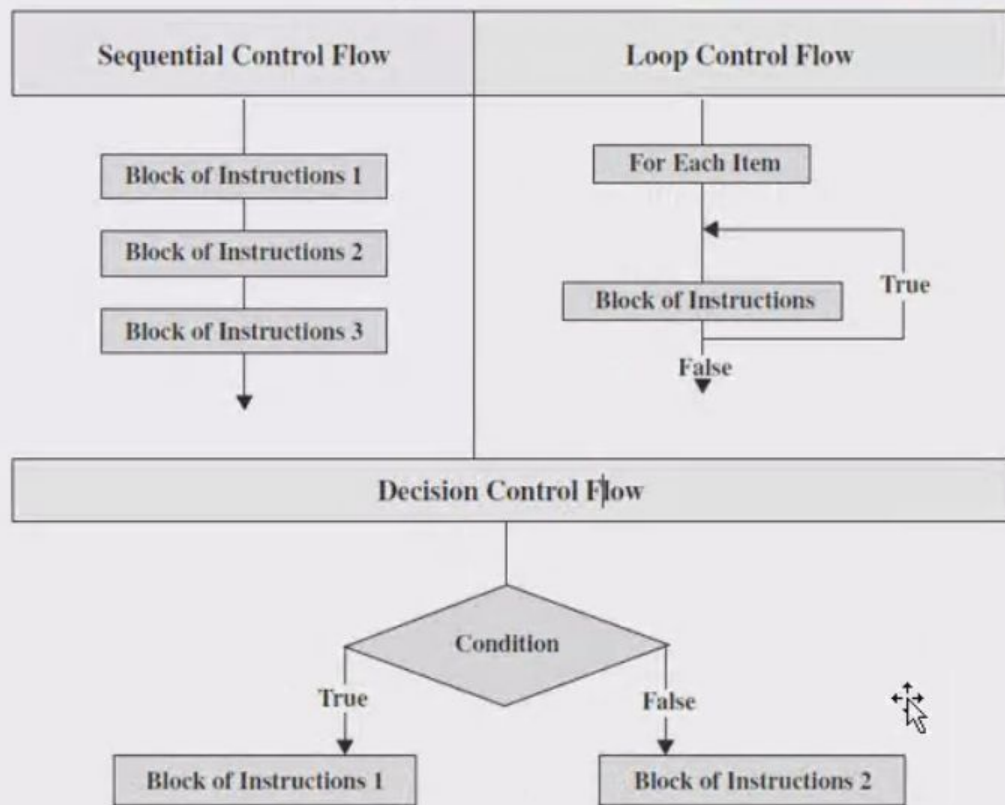 Sequential Control Flow
Block of Instructions 1
Block of Instructions 2
Block of Instructions 3
Loop Control Flow
For Each Item
True
Block of Instructions
False
Decision Control Flow
Condition
True
False
Block of Instructions 1
Block of Instructions 2